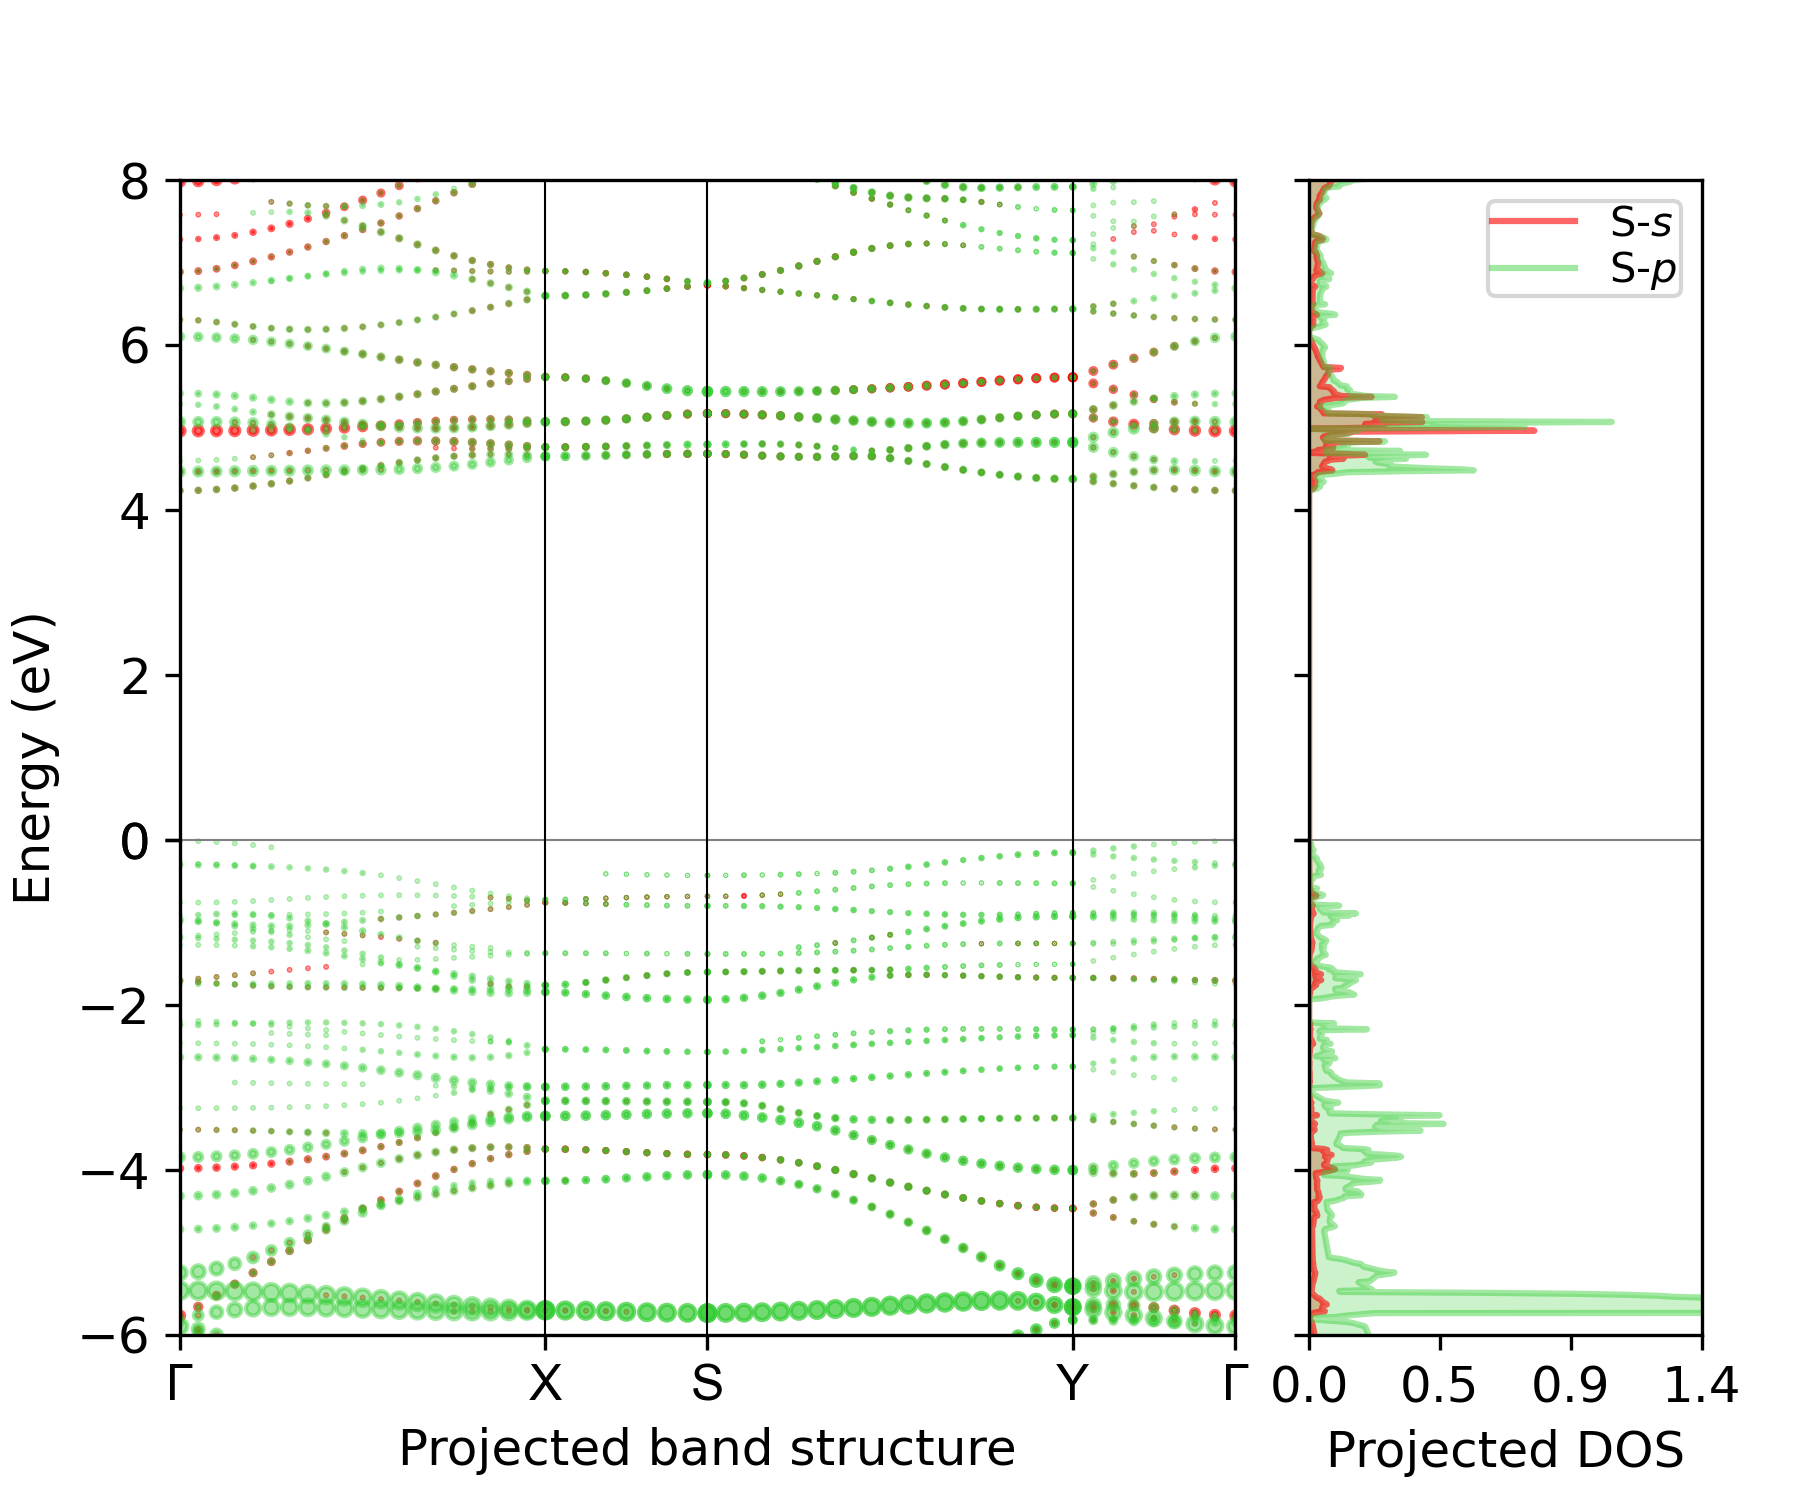 8
6
4
2
0
−2
−4
−6
Energy (eV)
Γ X S Y Γ
Projected band structure
S-s
S-p
0.0 0.5 0.9 1.4
Projected DOS